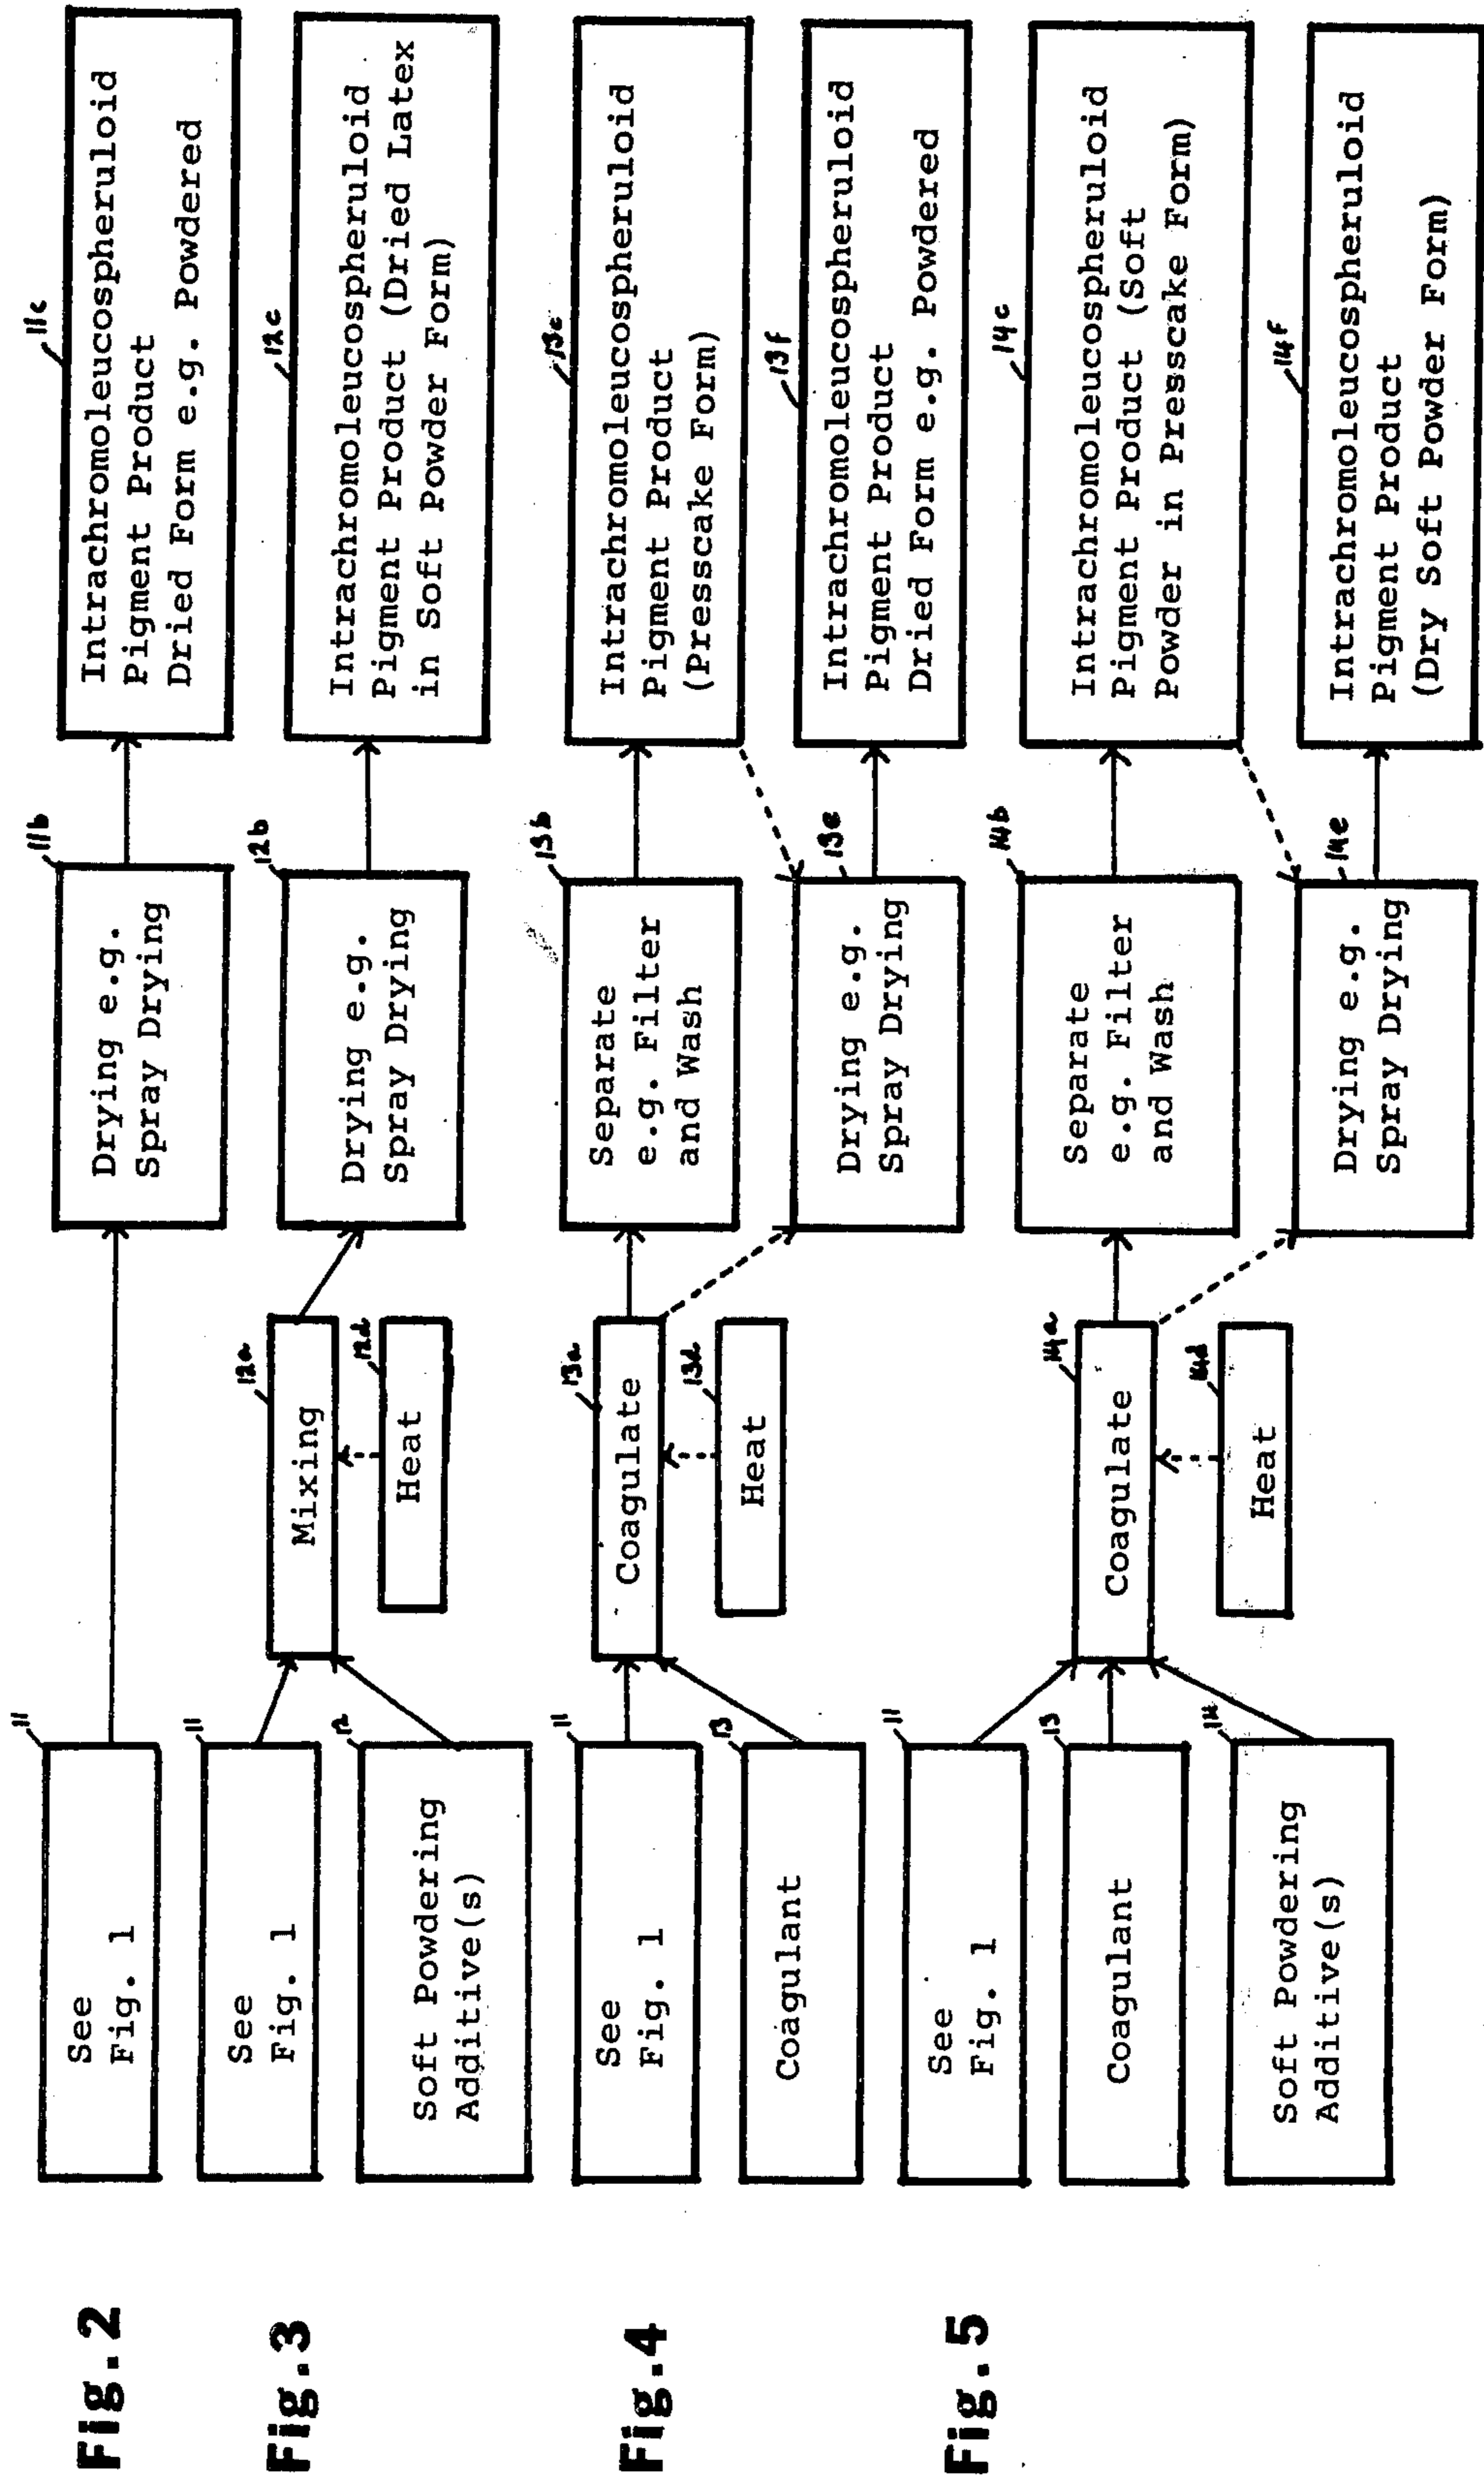 Fig.2
11
See
Fig. 1
11b
Drying e.g.
Spray Drying
11c
Intrachromoleucospheruloid
Pigment Product
Dried Form e.g. Powdered
Fig.3
11
See
Fig. 1
12
Soft Powdering
Additive(s)
12a
Mixing
12d
Heat
12b
Drying e.g.
Spray Drying
12c
Intrachromoleucospheruloid
Pigment Product (Dried Latex
in Soft Powder Form)
Fig.4
11
See
Fig. 1
13
Coagulant
13a
Coagulate
13d
Heat
13b
Separate
e.g. Filter
and Wash
13c
Intrachromoleucospheruloid
Pigment Product
(Presscake Form)
13e
Drying e.g.
Spray Drying
13f
Intrachromoleucospheruloid
Pigment Product
Dried Form e.g. Powdered
Fig.5
11
See
Fig. 1
13
Coagulant
14
Soft Powdering
Additive(s)
14a
Coagulate
14d
Heat
14b
Separate
e.g. Filter
and Wash
14c
Intrachromoleucospheruloid
Pigment Product (Soft
Powder in Presscake Form)
14e
Drying e.g.
Spray Drying
14f
Intrachromoleucospheruloid
Pigment Product
(Dry Soft Powder Form)